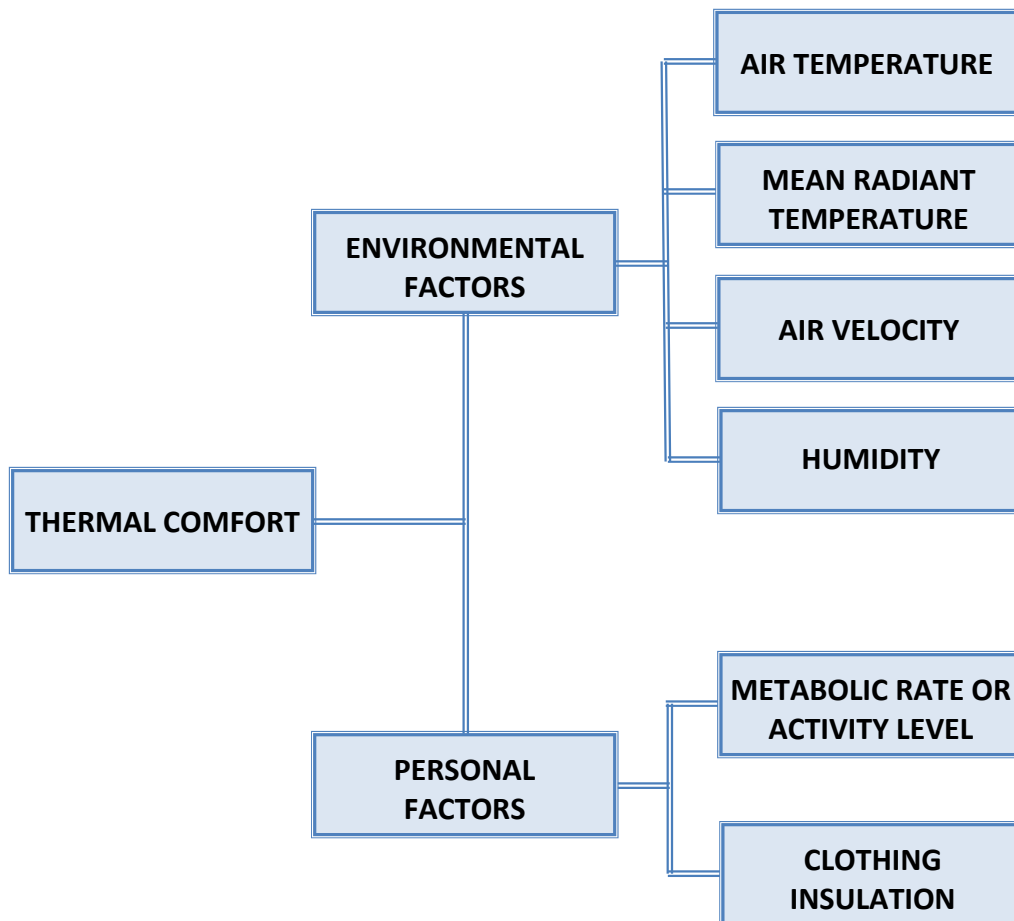 AIR TEMPERATURE
MEAN RADIANT
TEMPERATURE
ENVIRONMENTAL
FACTORS
AIR VELOCITY
HUMIDITY
THERMAL COMFORT
METABOLIC RATE OR
ACTIVITY LEVEL
PERSONAL
FACTORS
CLOTHING
INSULATION